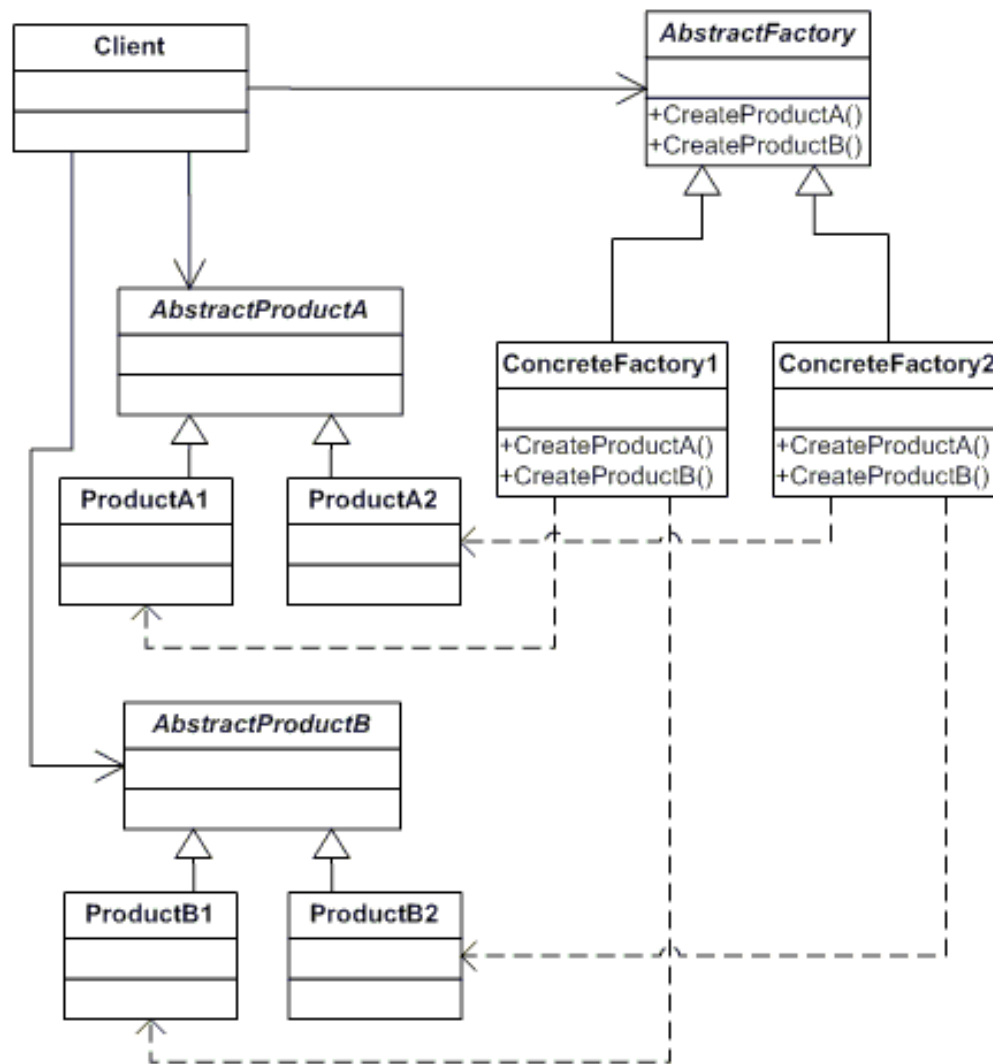 Client
AbstractFactory
+CreateProductA()
+CreateProductB()
AbstractProductA
ConcreteFactory1
+CreateProductA()
+CreateProductB()
ConcreteFactory2
+CreateProductA()
+CreateProductB()
ProductA1
ProductA2
AbstractProductB
ProductB1
ProductB2